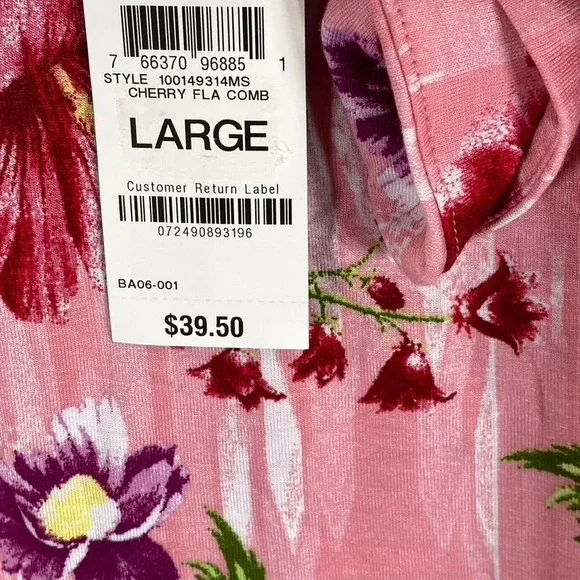 7 66370 96885 1
STYLE 100149314MS
CHERRY FLA COMB
LARGE
Customer Return Label
072490893196
BA06-001
$39.50